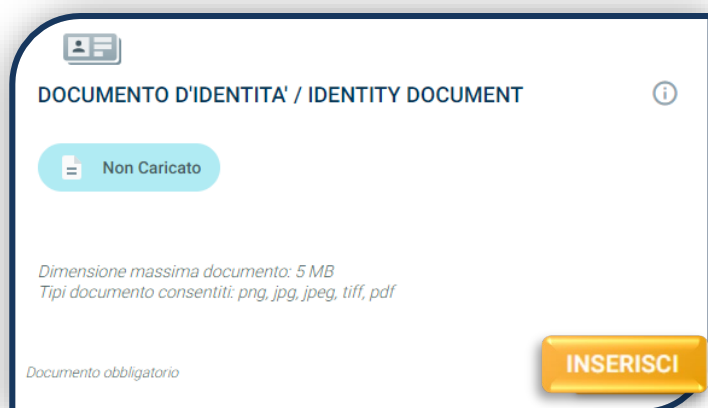 DOCUMENTO D'IDENTITA' / IDENTITY DOCUMENT
Non Caricato
Dimensione massima documento: 5 MB
Tipi documento consentiti: png, jpg, jpeg, tiff, pdf
Documento obbligatorio
INSERISCI